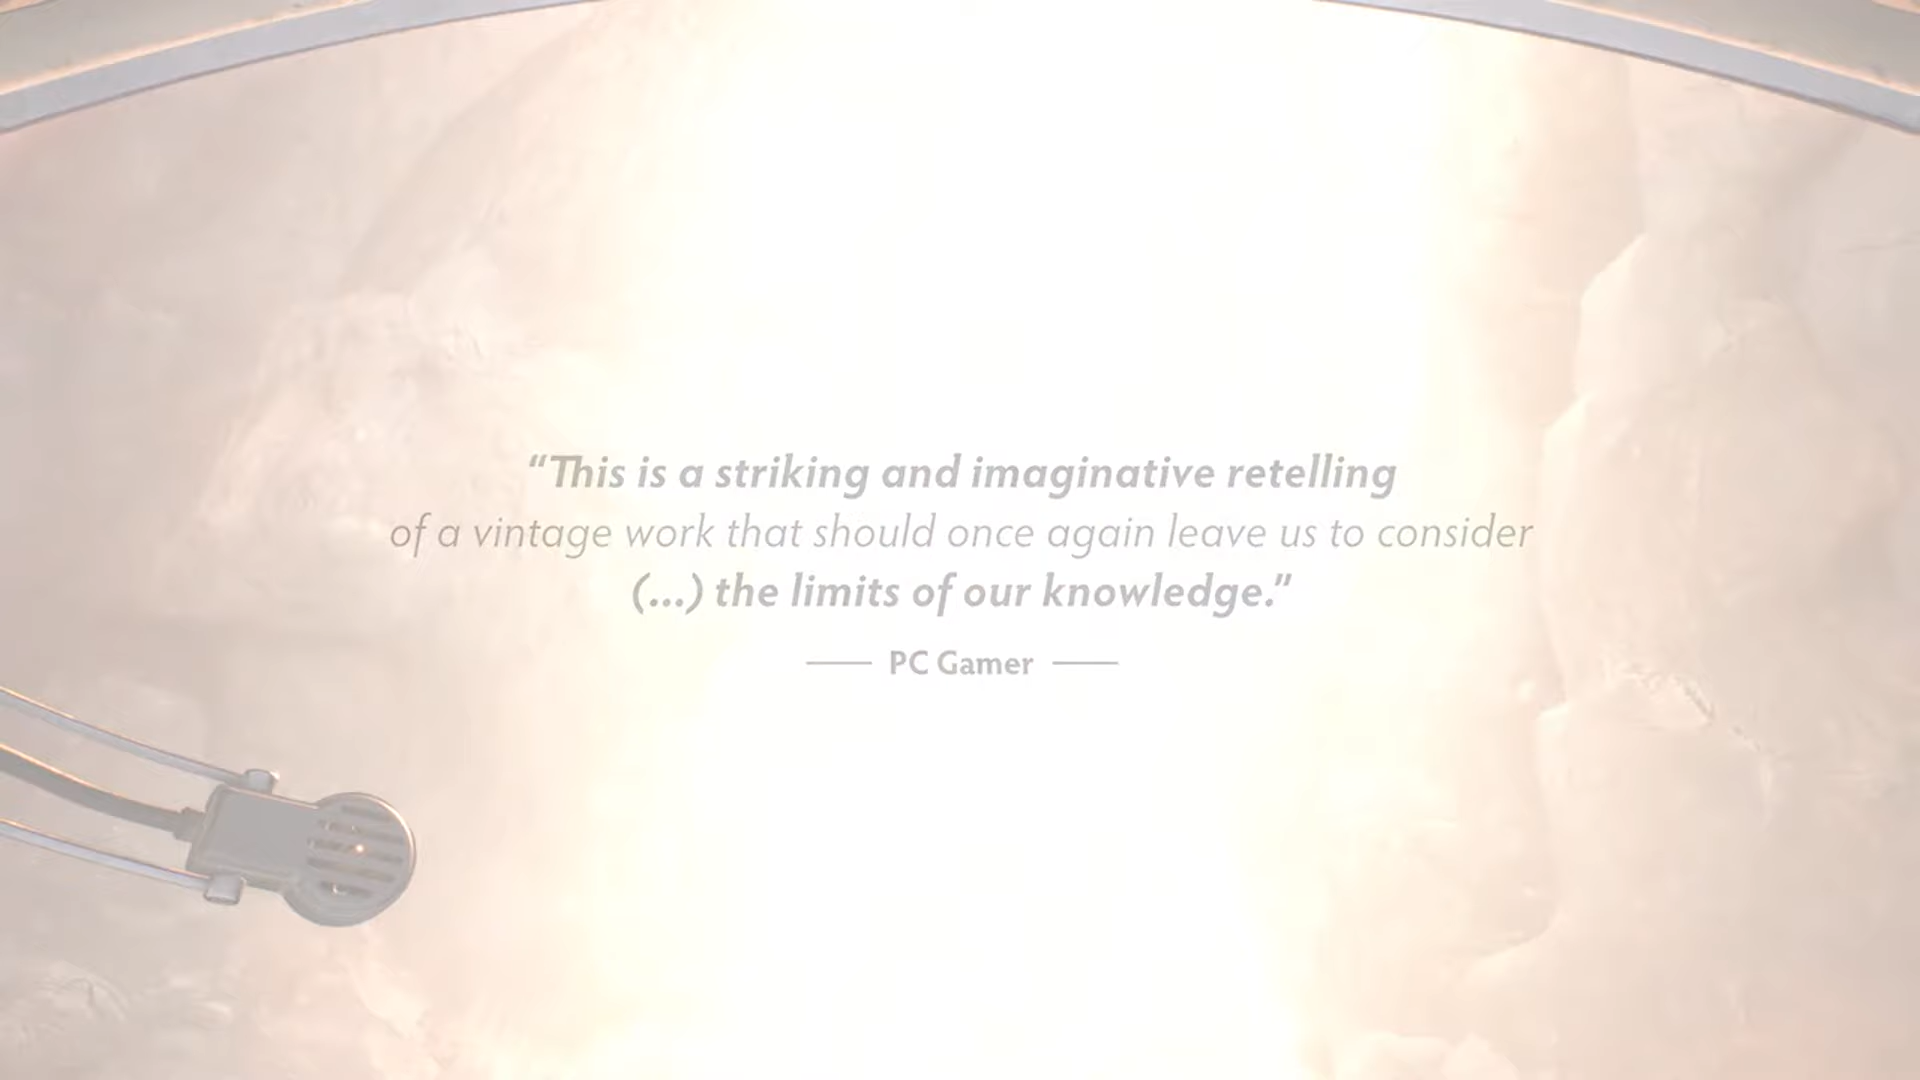 “This is a striking and imaginative retelling
of a vintage work that should once again leave us to consider
(...) the limits of our knowledge.”
PC Gamer